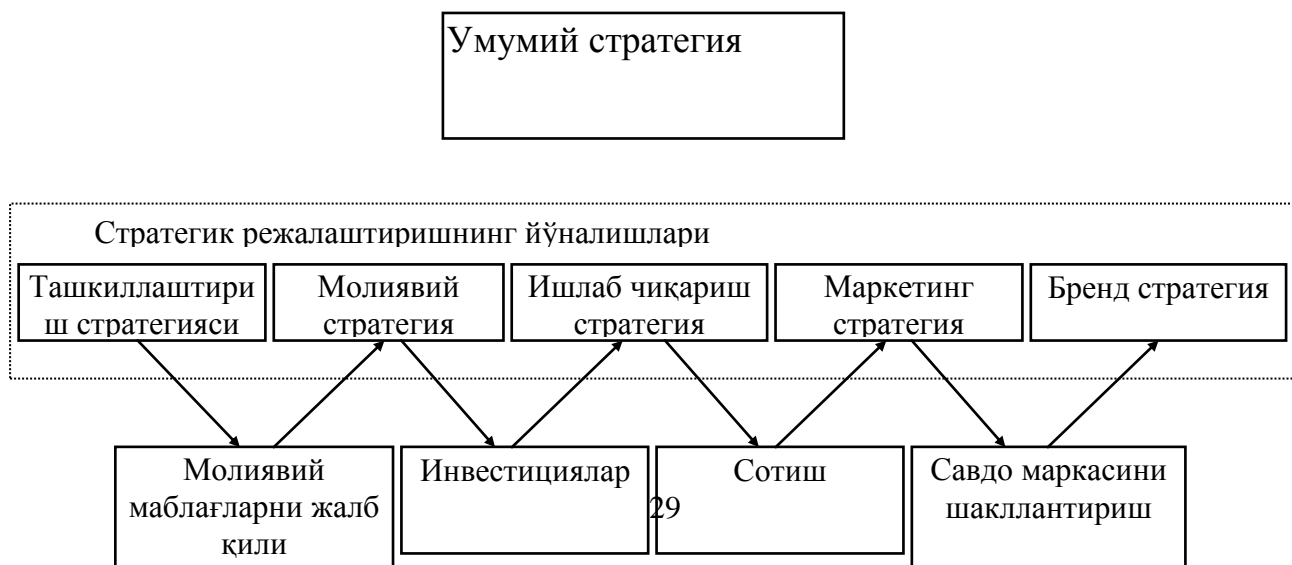 Умумий стратегия
Стратегик режалаштиришнинг йўналишлари
Ташкиллаштири
ш стратегияси
Молиявий
стратегия
Ишлаб чиқариш
стратегия
Маркетинг
стратегия
Бренд стратегия
Молиявий
маблағларни жалб
қили
Инвестициялар
Сотиш
Савдо маркасини
шакллантириш
29